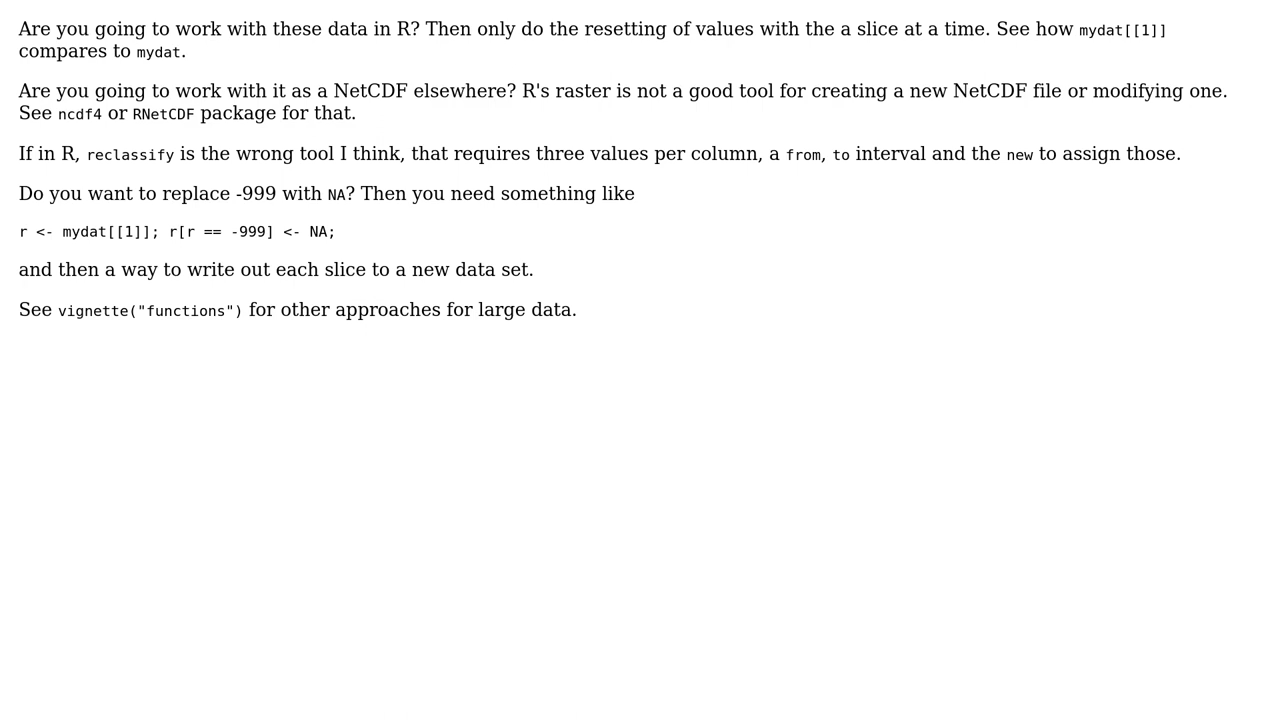 Are you going to work with these data in R? Then only do the resetting of values with the a slice at a time. See how mydat[[1]]
compares to mydat.
Are you going to work with it as a NetCDF elsewhere? R's raster is not a good tool for creating a new NetCDF file or modifying one.
See ncdf4 or RNetCDF package for that.
If in R, reclassify is the wrong tool I think, that requires three values per column, a from, to interval and the new to assign those.
Do you want to replace -999 with NA? Then you need something like
r <- mydat[[1]]; r[r == -999] <- NA;
and then a way to write out each slice to a new data set.
See vignette("functions") for other approaches for large data.